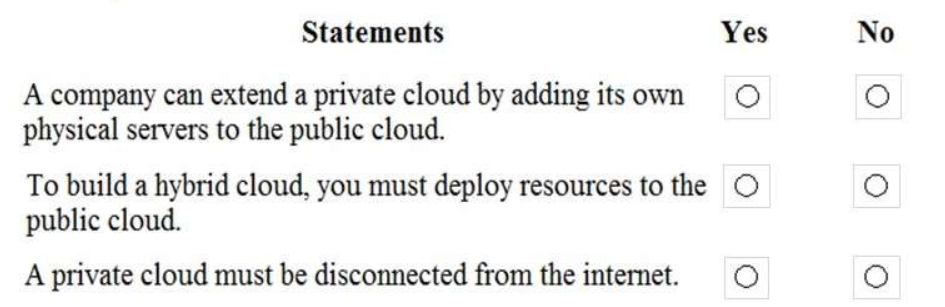 Statements Yes No
A company can extend a private cloud by adding its own
physical servers to the public cloud.
To build a hybrid cloud, you must deploy resources to the
public cloud.
A private cloud must be disconnected from the internet.